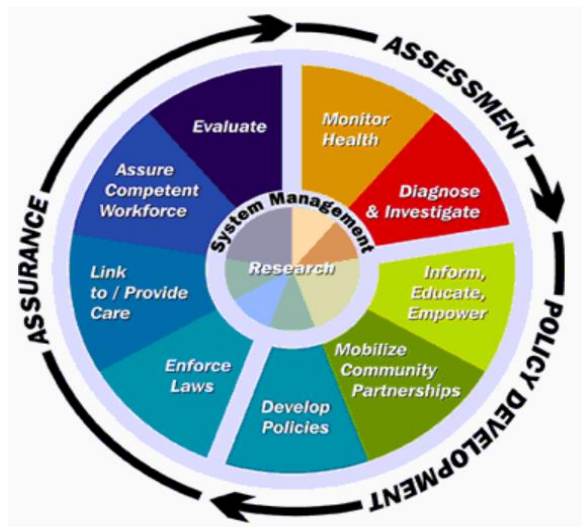 ASSESSMENT
POLICY DEVELOPMENT
ASSURANCE
Monitor
Health
Diagnose
& Investigate
Inform,
Educate,
Empower
Mobilize
Community
Partnerships
Develop
Policies
Enforce
Laws
Link
to / Provide
Care
Assure
Competent
Workforce
Evaluate
System Management
Research